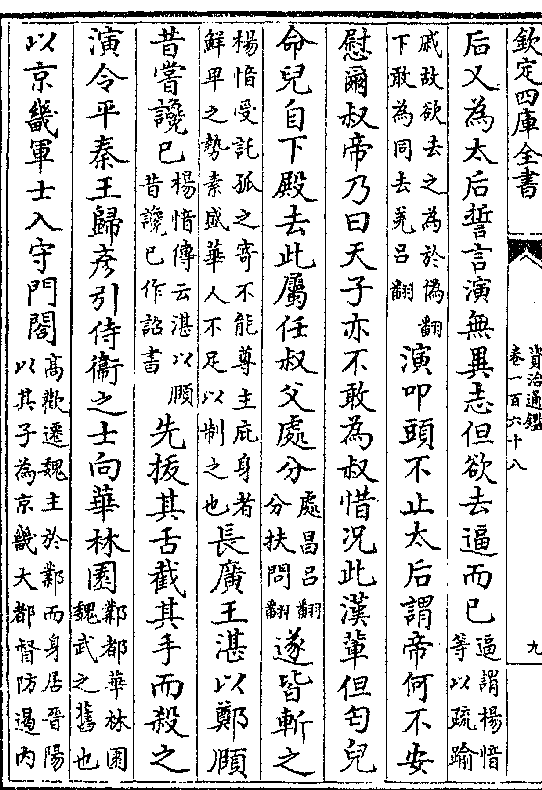 欽定四庫全書
資治通鑑
卷一百六十八
九
后又為太后誓言演無異志但欲去逼而已逼謂楊愔
等以疏踰
戚故欲去之為於偽翻
下敢為同去羌吕翻演叩頭不止太后謂帝何不安
慰爾叔帝乃曰天子亦不敢為叔惜況此漢輩但匄兒
命兒自下殿去此屬任叔父處分處昌吕翻
分扶問翻遂皆斬之
楊愔受託孤之寄不能尊主庇身者
鮮卑之勢素盛華人不足以制之也長廣王湛以鄭頤
昔嘗讒已楊愔傳云湛以頤
昔讒已作詔書先拔其舌截其手而殺之
演令平秦王歸彦引侍衞之士向華林園鄴都華林園
魏武之舊也
以京畿軍士入守門閤高歡遷魏主於鄴而身居晉陽
以其子為京畿大都督防遏内